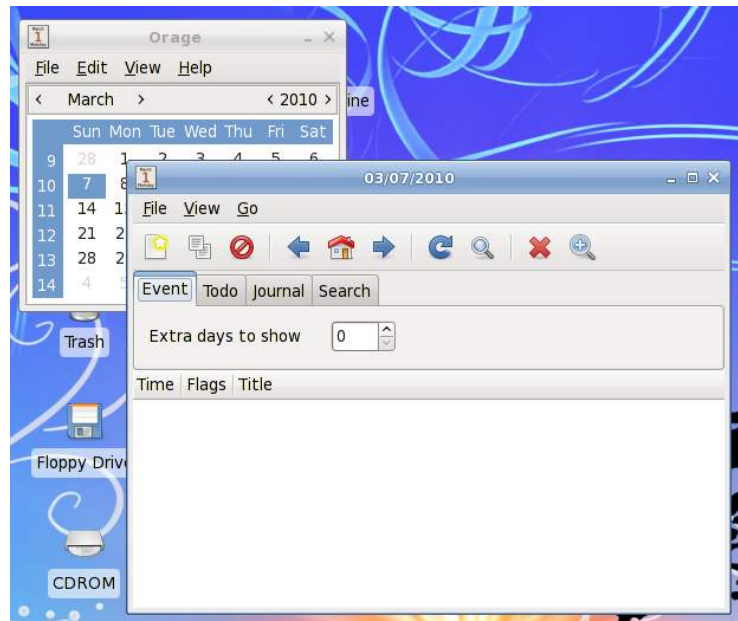 Orage
File Edit View Help
< March > < 2010 >
ine
Sun Mon Tue Wed Thu Fri Sat
9 28 1 2 3 4 5 6
10 7 8
11 14
12 21
13 28
14 4
03/07/2010
File View Go
Event Todo Journal Search
Extra days to show 0
Time Flags Title
Trash
Floppy Drive
CDROM